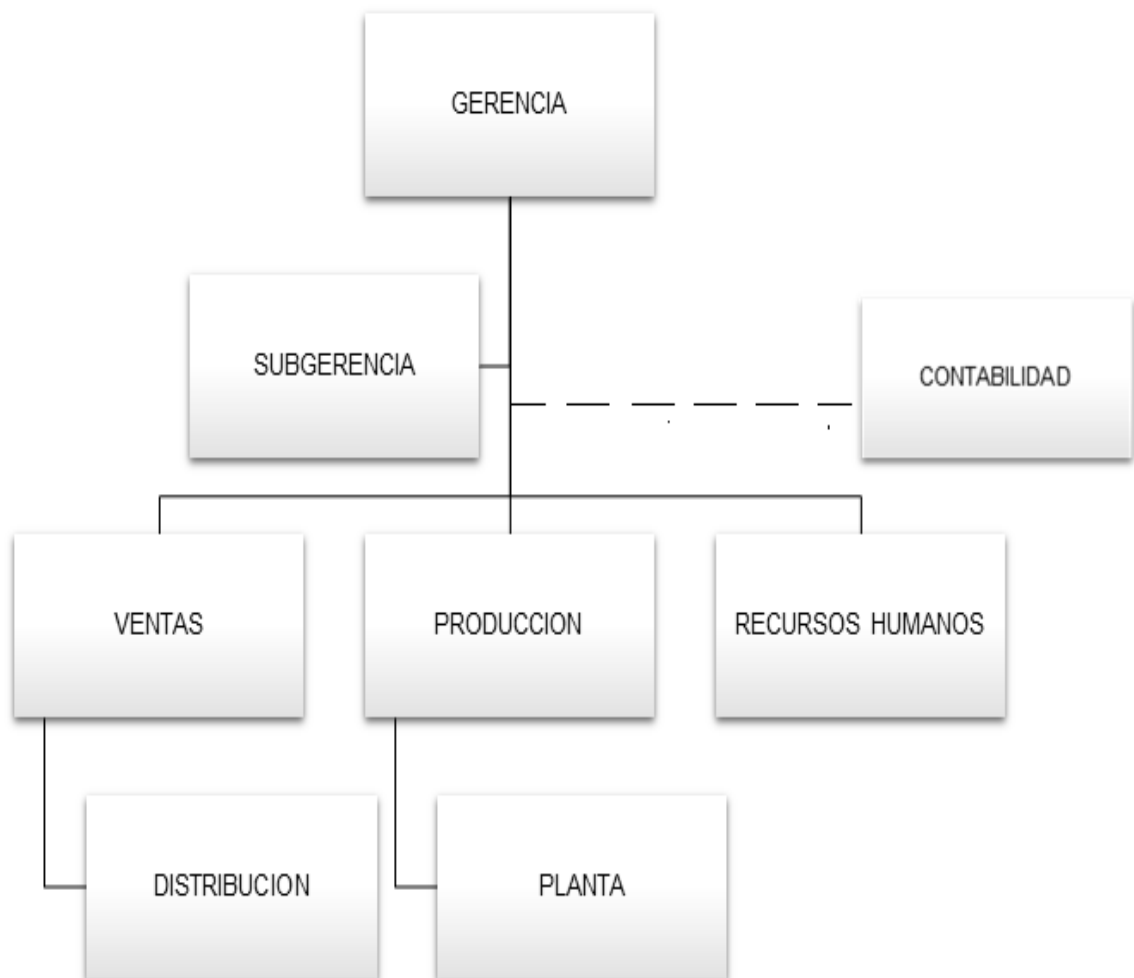 GERENCIA
SUBGERENCIA
CONTABILIDAD
VENTAS
PRODUCCION
RECURSOS HUMANOS
DISTRIBUCION
PLANTA